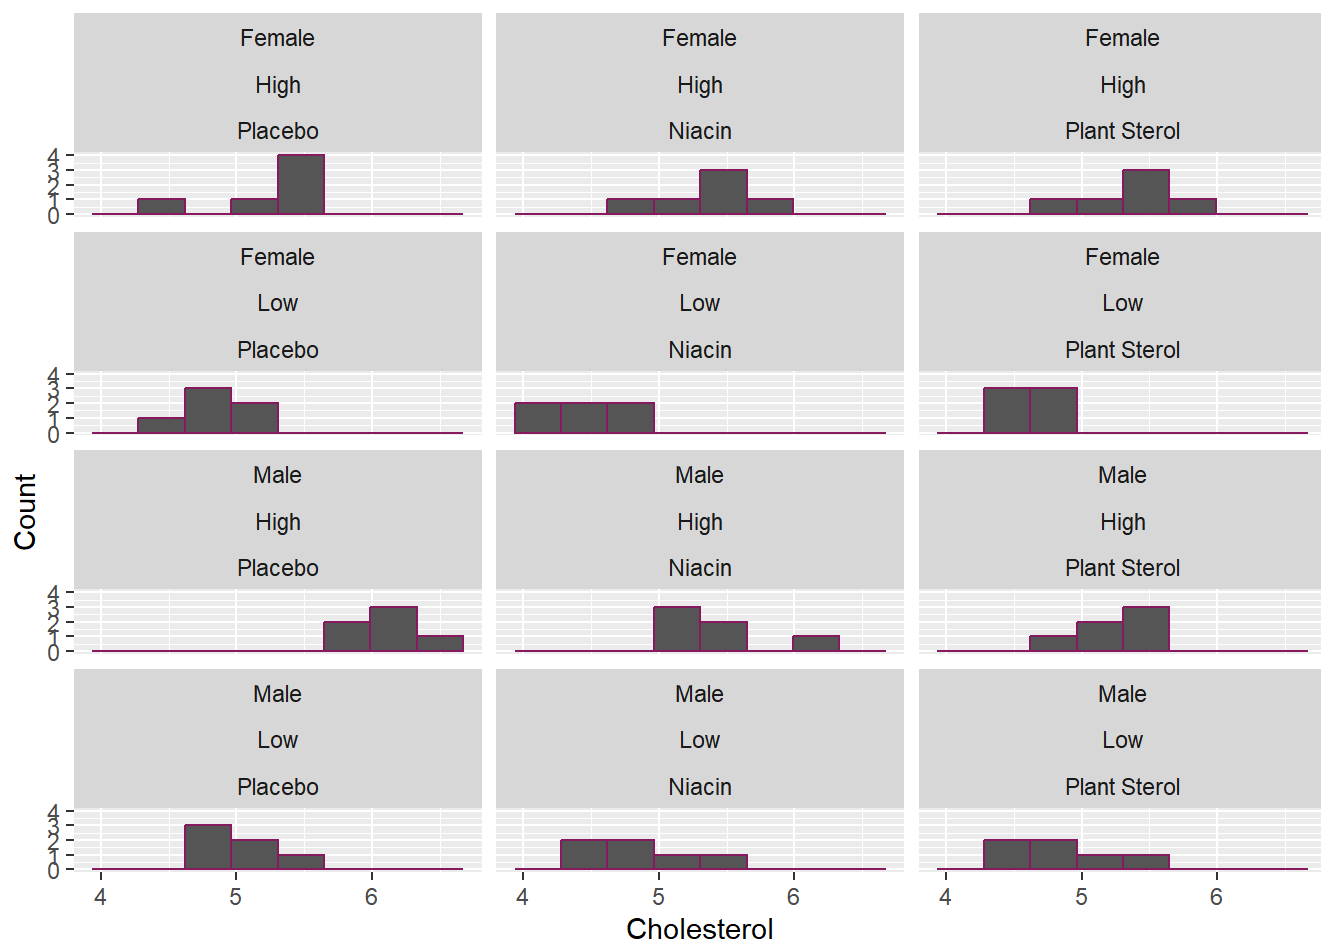 Female
High
Placebo
Female
High
Niacin
Female
High
Plant Sterol
4
3
2
1
0
Female
Low
Placebo
Female
Low
Niacin
Female
Low
Plant Sterol
4
3
2
1
0
Male
High
Placebo
Male
High
Niacin
Male
High
Plant Sterol
4
3
2
1
0
Male
Low
Placebo
Male
Low
Niacin
Male
Low
Plant Sterol
4
3
2
1
0
4 5 6
4 5 6
4 5 6
Cholesterol
Count